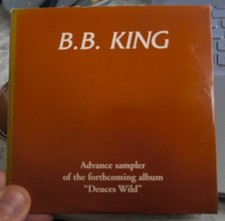 B.B. KING
Advance sampler
of the forthcoming album
"Deuces Wild"